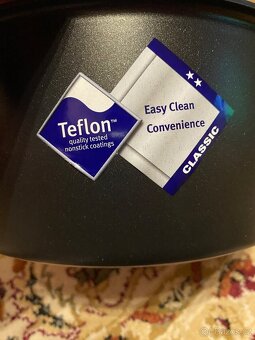 Teflon™
quality tested
nonstick coatings
Easy Clean
Convenience
CLASSIC